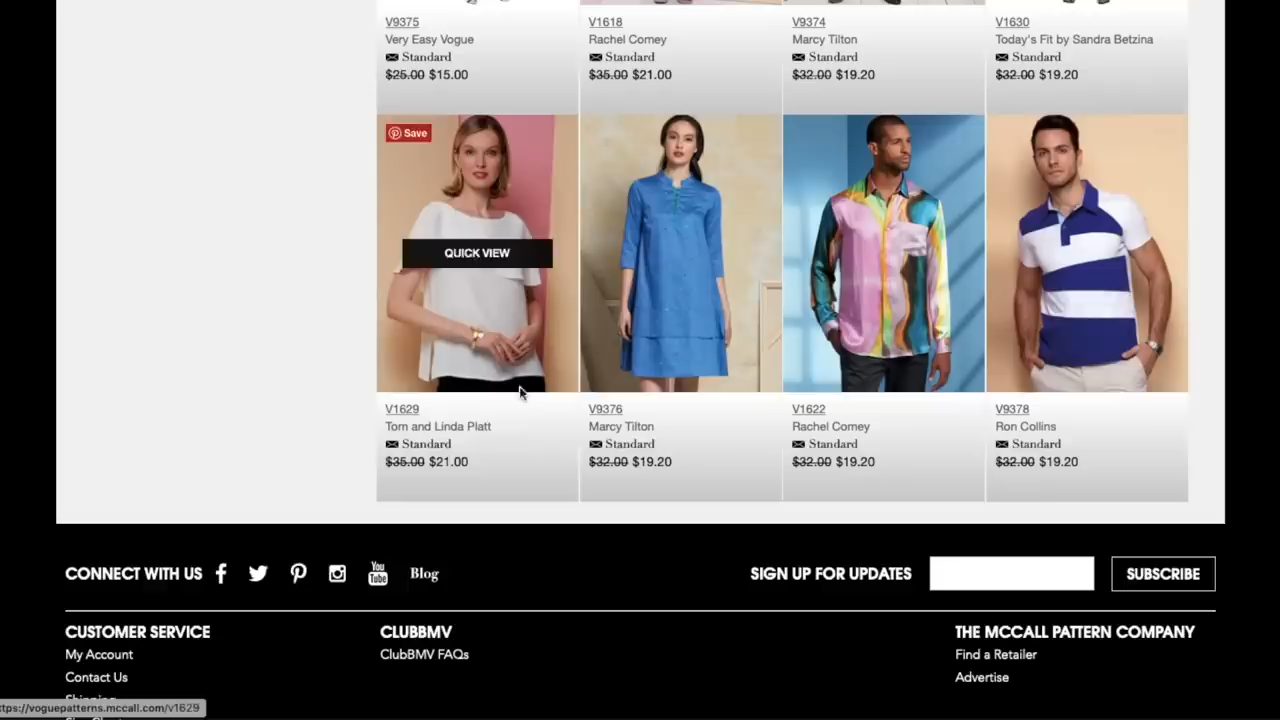 V9375
Very Easy Vogue
Standard
$25.00 $15.00
V1618
Rachel Comey
Standard
$35.00 $21.00
V9374
Marcy Tilton
Standard
$32.00 $19.20
V1630
Today's Fit by Sandra Betzina
Standard
$32.00 $19.20
Save
QUICK VIEW
V1629
Tom and Linda Platt
Standard
$35.00 $21.00
V9376
Marcy Tilton
Standard
$32.00 $19.20
V1622
Rachel Comey
Standard
$32.00 $19.20
V9378
Ron Collins
Standard
$32.00 $19.20
CONNECT WITH US
You
Tube
Blog
SIGN UP FOR UPDATES
SUBSCRIBE
CUSTOMER SERVICE
My Account
Contact Us
Shipping
CLUBBMV
ClubBMV FAQs
THE MCCALL PATTERN COMPANY
Find a Retailer
Advertise
ttps://voguepatterns.mccall.com/v1629